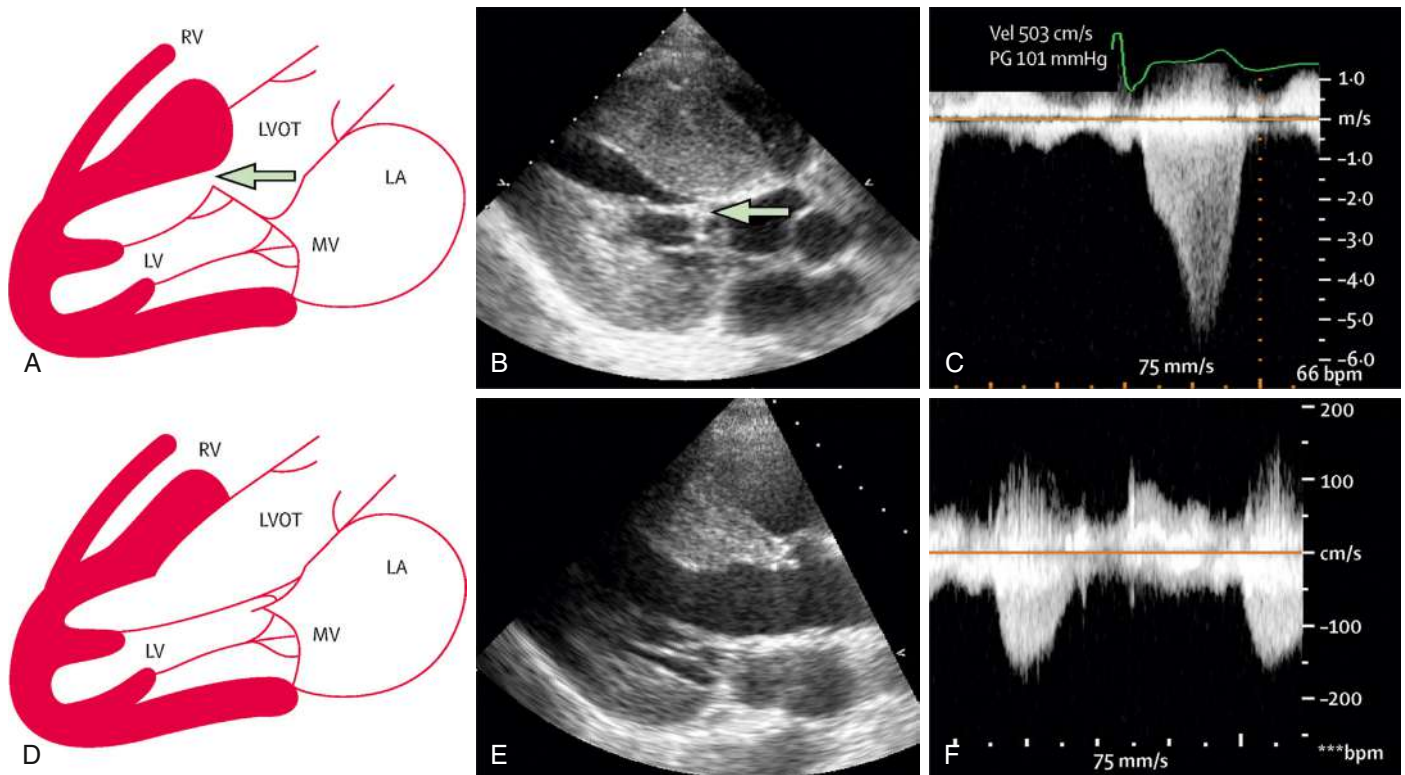 RV
LVOT
LA
MV
LV
A
B
Vel 503 cm/s
PG 101 mmHg
1·0
m/s
-1·0
-2·0
-3·0
-4·0
-5·0
-6·0
75 mm/s
66 bpm
C
RV
LVOT
LA
MV
LV
D
E
200
100
cm/s
-100
-200
***bpm
75 mm/s
F